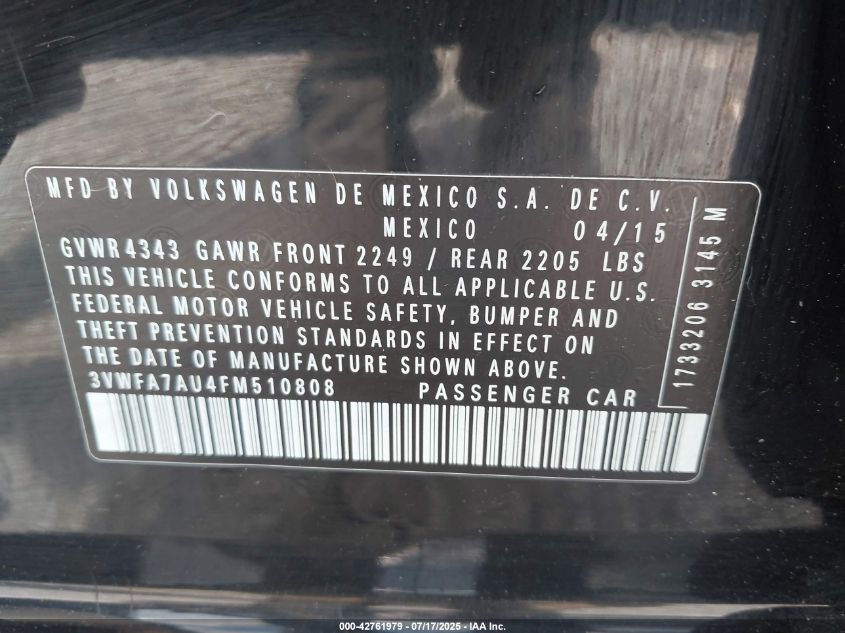 MFD BY VOLKSWAGEN DE MEXICO S.A. DE C.V.
MEXICO 04/15
GVWR 4343 GAWR FRONT 2249 / REAR 2205 LBS
THIS VEHICLE CONFORMS TO ALL APPLICABLE U.S.
FEDERAL MOTOR VEHICLE SAFETY, BUMPER AND
THEFT PREVENTION STANDARDS IN EFFECT ON
THE DATE OF MANUFACTURE SHOWN ABOVE.
3VWFA7AU4FM510808 PASSENGER CAR
1733206 3145 M
000-42761979 - 07/17/2025 - IAA Inc.